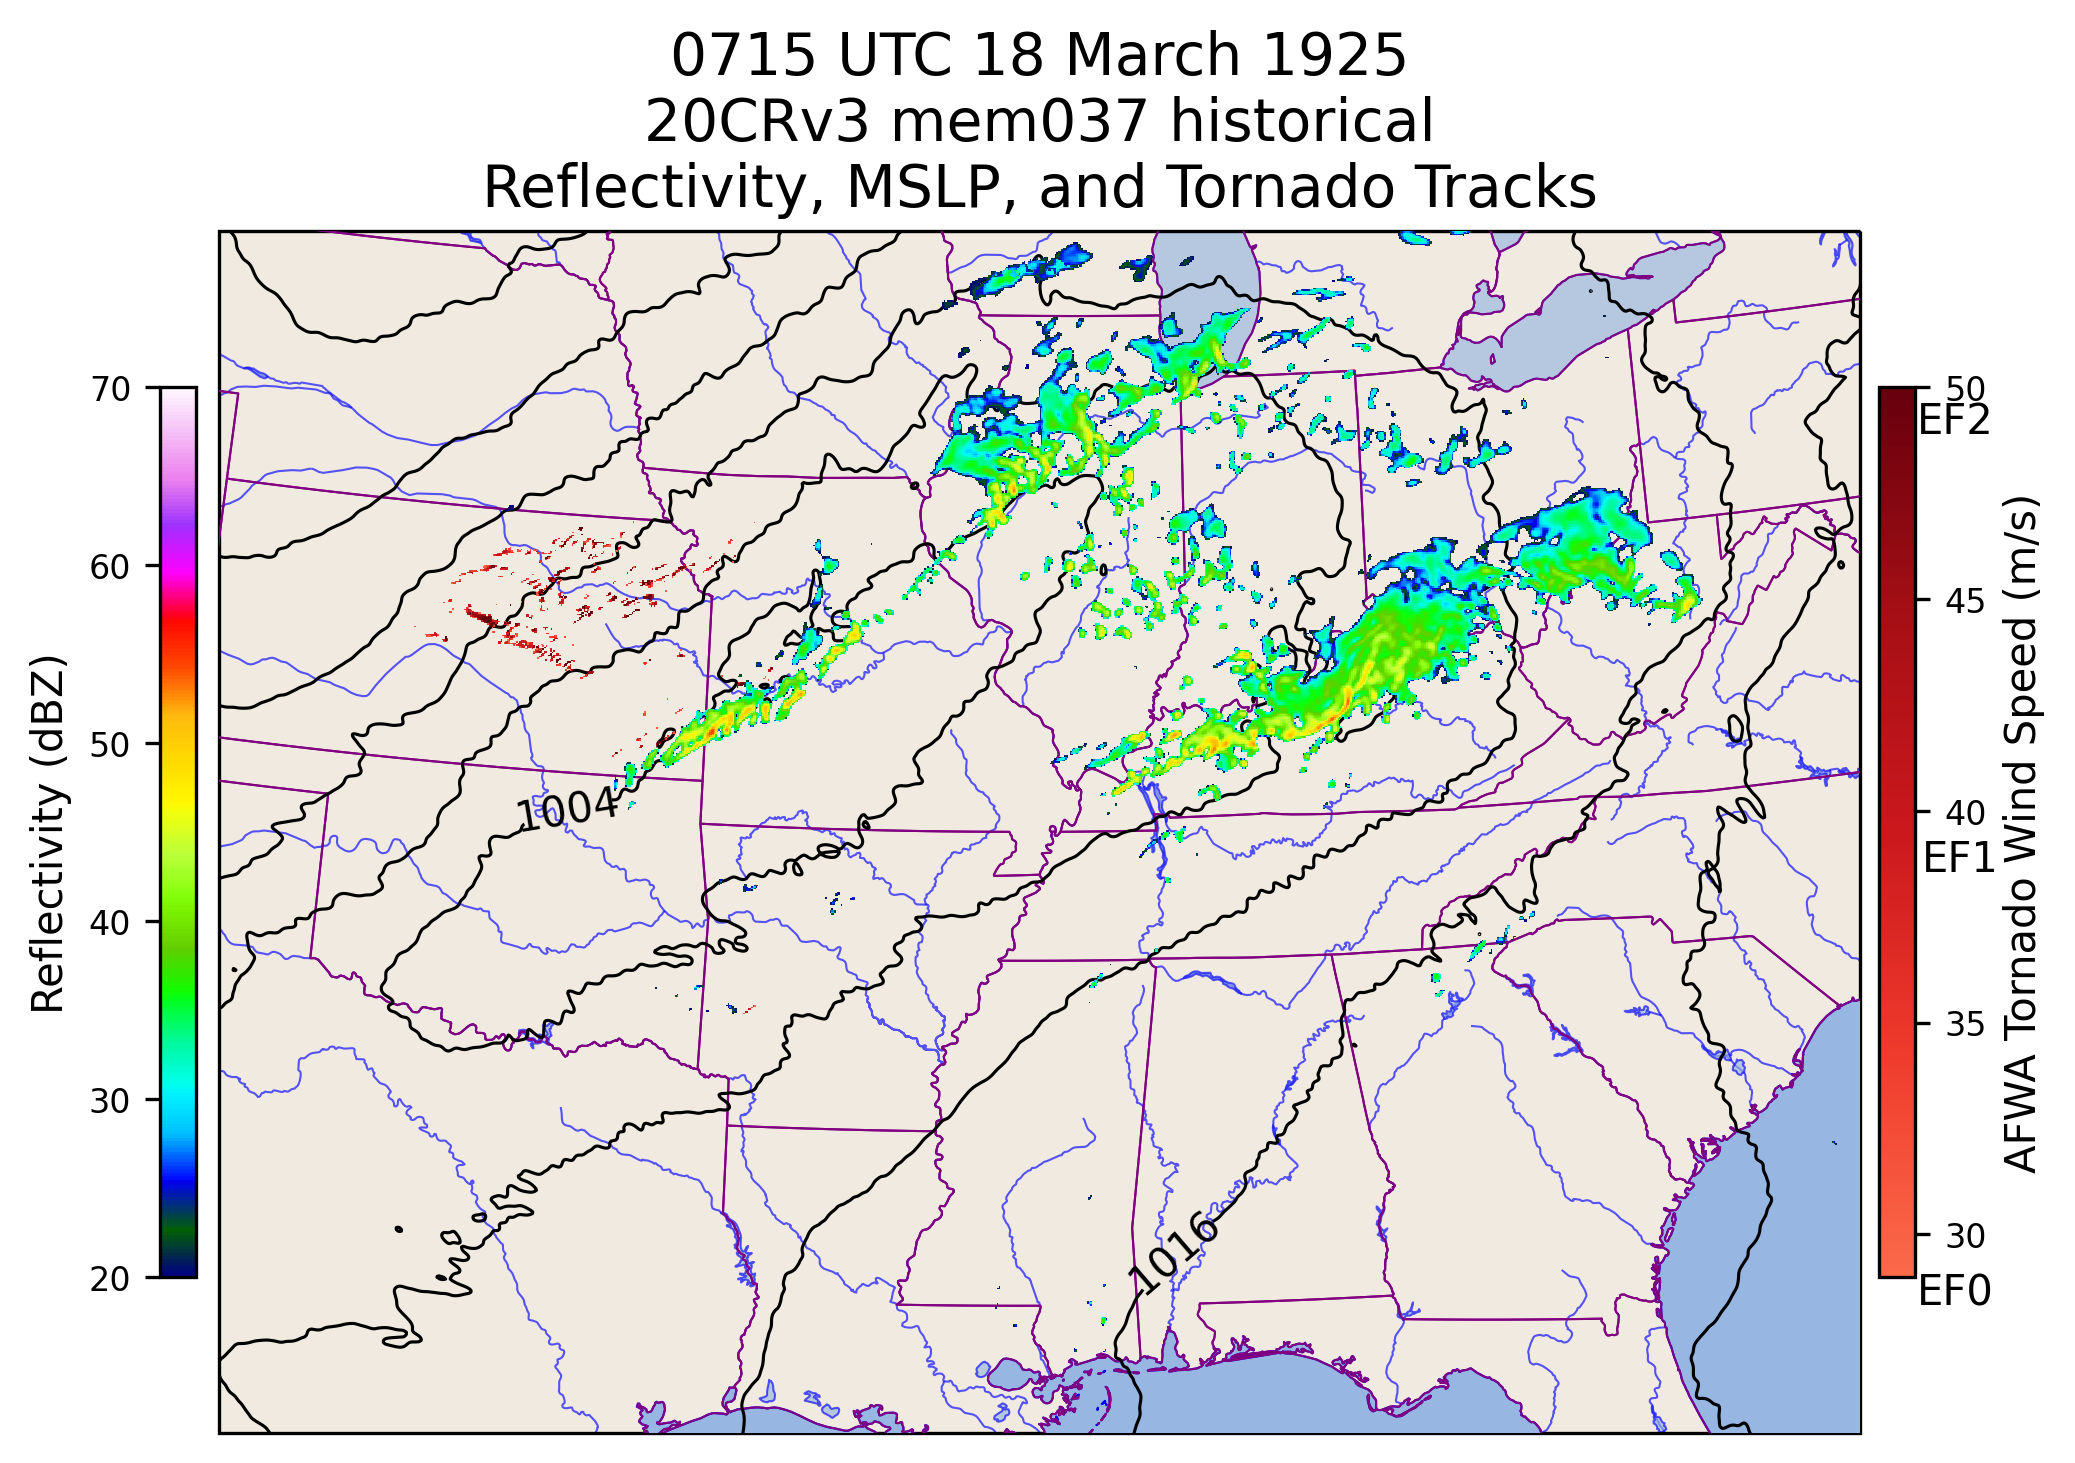 0715 UTC 18 March 1925
20CRv3 mem037 historical
Reflectivity, MSLP, and Tornado Tracks
Reflectivity (dBZ)
70
60
50
40
30
20
1004
1016
50
EF2
45
40
EF1
35
30
EF0
AFWA Tornado Wind Speed (m/s)